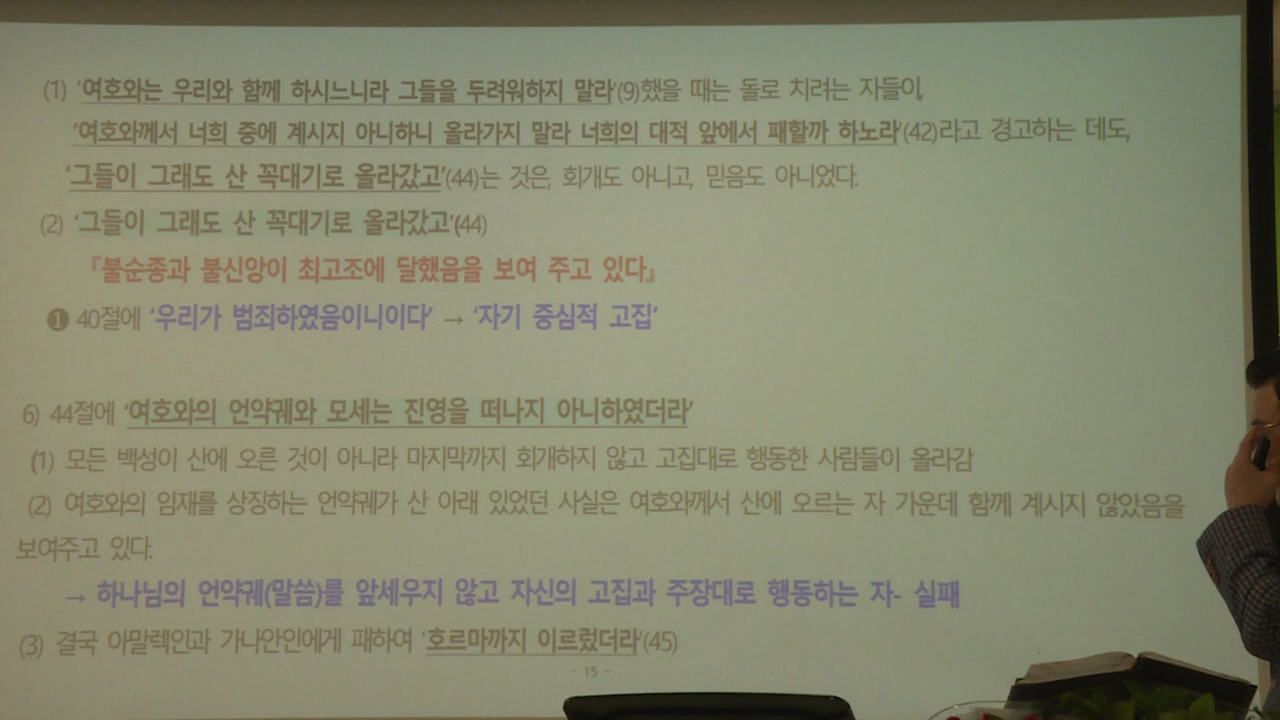 (1) '여호와는 우리와 함께 하시느니라 그들을 두려워하지 말라'(9)했을 때는 돌로 치려는 자들이,
'여호와께서 너희 중에 계시지 아니하니 올라가지 말라 너희의 대적 앞에서 패할까 하노라'(42)라고 경고하는 데도,
'그들이 그래도 산 꼭대기로 올라갔고'(44)는 것은, 회개도 아니고, 믿음도 아니었다.
(2) '그들이 그래도 산 꼭대기로 올라갔고'(44)
『불순종과 불신앙이 최고조에 달했음을 보여 주고 있다』
❶ 40절에 '우리가 범죄하였음이니이다' → '자기 중심적 고집'
6) 44절에 '여호와의 언약궤와 모세는 진영을 떠나지 아니하였더라'
(1) 모든 백성이 산에 오른 것이 아니라 마지막까지 회개하지 않고 고집대로 행동한 사람들이 올라감
(2) 여호와의 임재를 상징하는 언약궤가 산 아래 있었던 사실은 여호와께서 산에 오르는 자 가운데 함께 계시지 않았음을
보여주고 있다.
→ 하나님의 언약궤(말씀)를 앞세우지 않고 자신의 고집과 주장대로 행동하는 자- 실패
(3) 결국 아말렉인과 가나안인에게 패하여 '호르마까지 이르렀더라'(45)
- 15 -